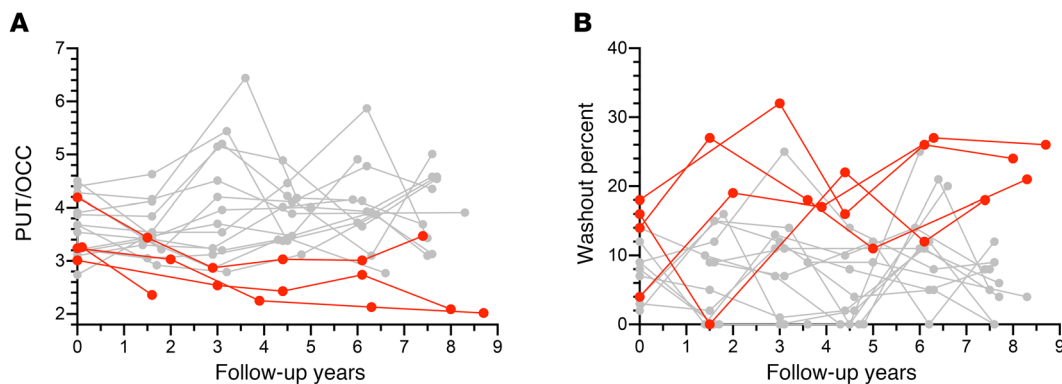 A
PUT/OCC
7
6
5
4
3
2
0 1 2 3 4 5 6 7 8 9
Follow-up years
B
Washout percent
40
30
20
10
0
0 1 2 3 4 5 6 7 8 9
Follow-up years